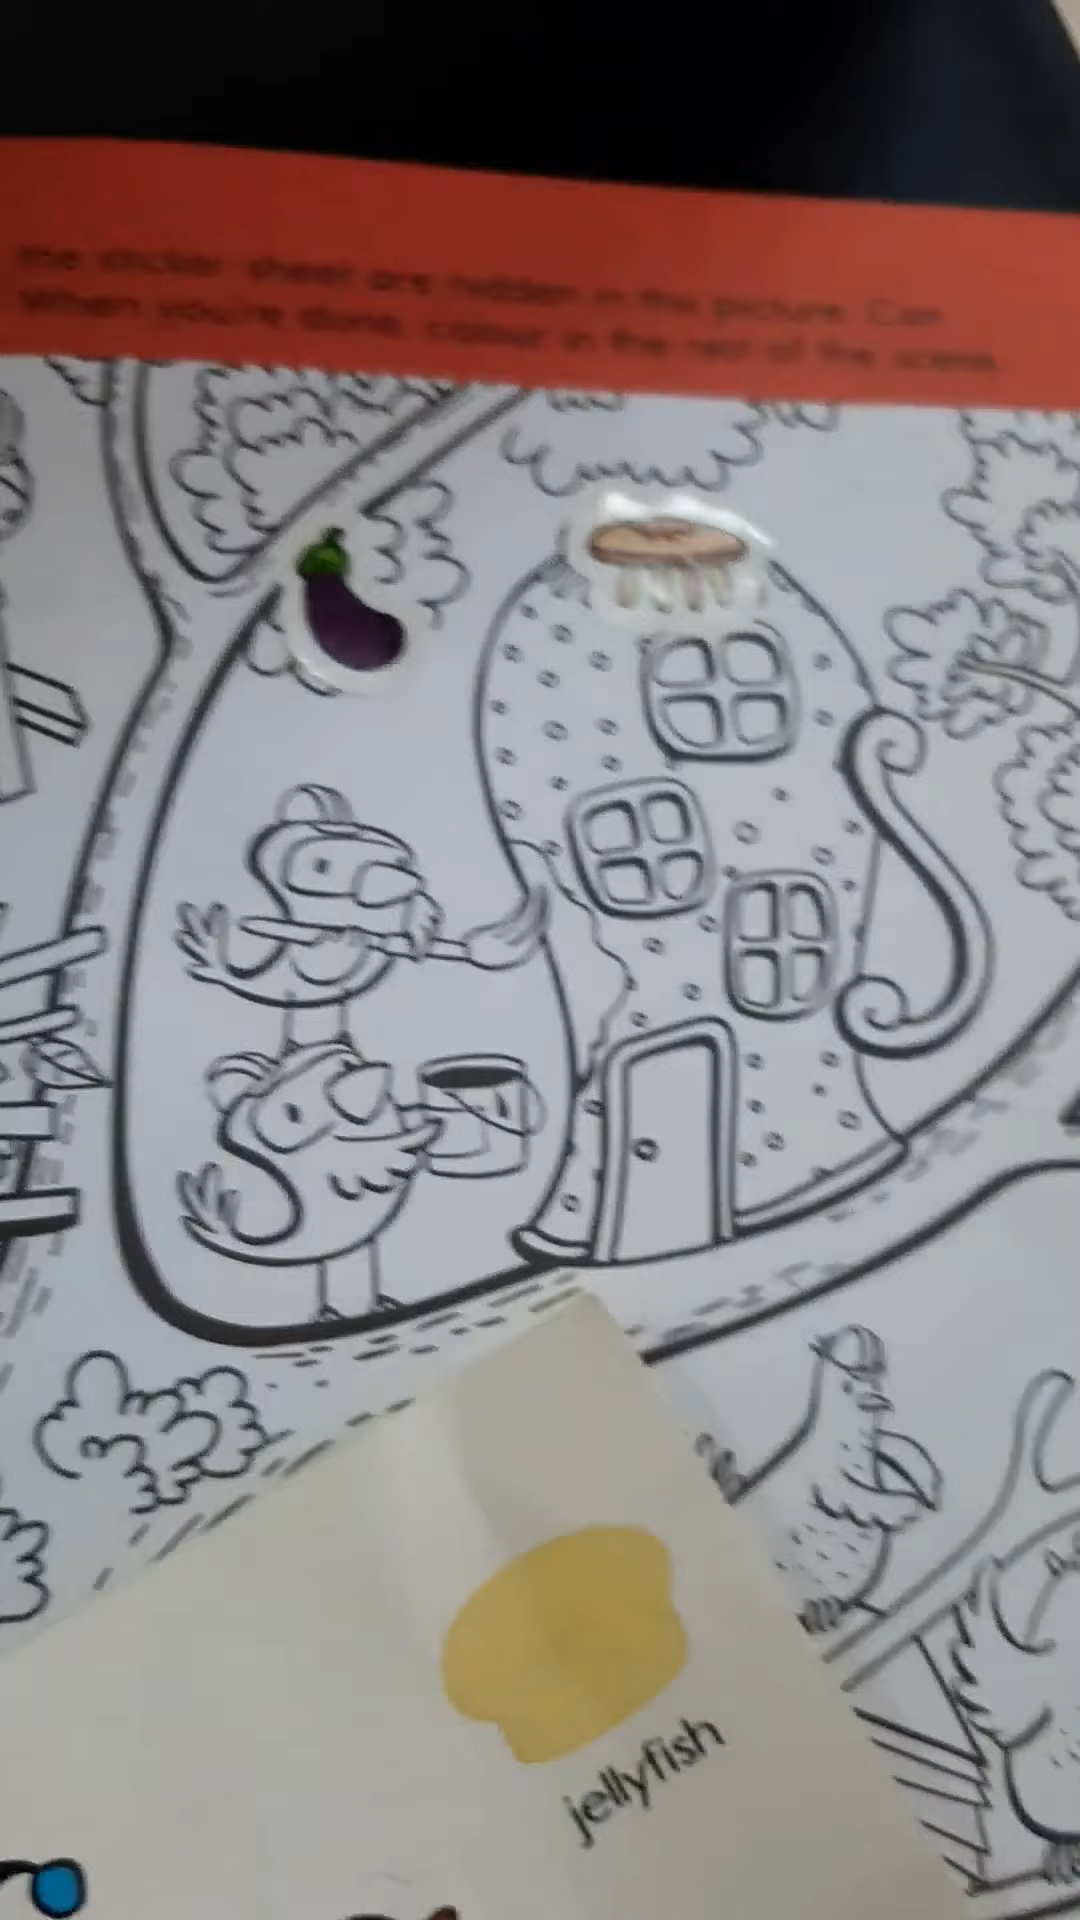 the sticker sheet are hidden in this picture. Can
When you're done, colour in the rest of the scene.
jellyfish